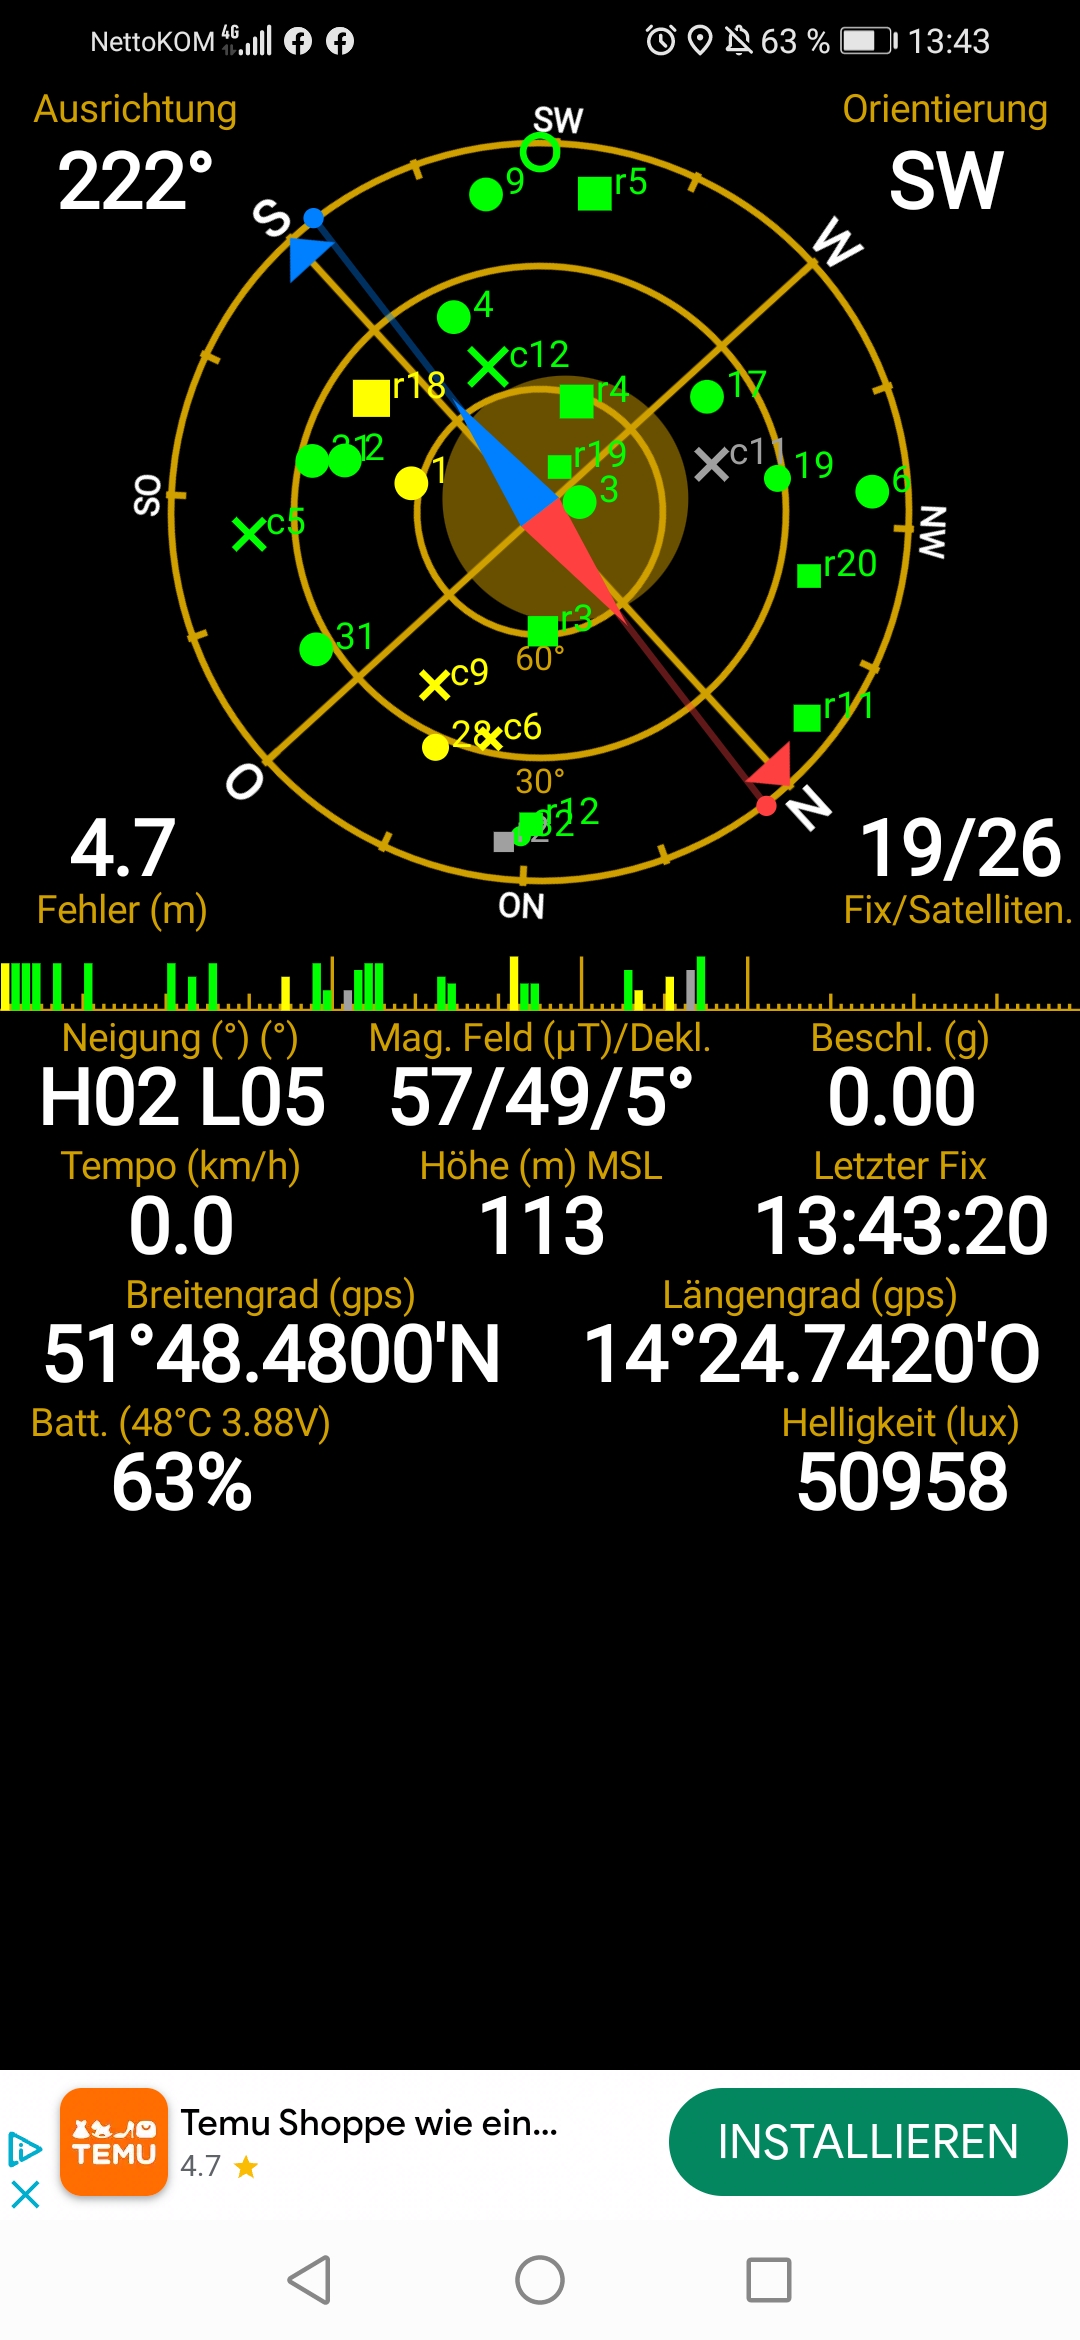 NettoKOM 4G 63 % 13:43
Ausrichtung
222°
Orientierung
SW
SW
S
W
SO
NW
O
N
ON
9
r5
4
c12
r18
r4
17
2
1
r19
c11
19
6
3
c5
r20
31
r3
60°
c9
r11
28
c6
30°
r12
4.7
Fehler (m)
19/26
Fix/Satelliten.
Neigung (°) (°)
H02 L05
Mag. Feld (µT)/Dekl.
57/49/5°
Beschl. (g)
0.00
Tempo (km/h)
0.0
Höhe (m) MSL
113
Letzter Fix
13:43:20
Breitengrad (gps)
51°48.4800'N
Längengrad (gps)
14°24.7420'O
Batt. (48°C 3.88V)
63%
Helligkeit (lux)
50958
TEMU
Temu Shoppe wie ein...
4.7
INSTALLIEREN